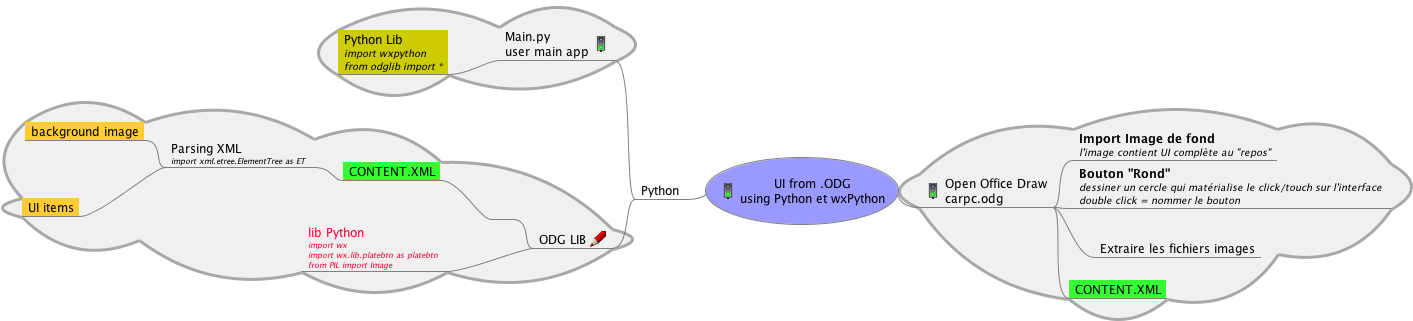 Python Lib
import wxpython
from odglib import *
Main.py
user main app
background image
Parsing XML
import xml.etree.ElementTree as ET
CONTENT.XML
UI items
lib Python
import wx
import wx.lib.platebtn as platebtn
from PIL import Image
ODG LIB
Python
UI from .ODG
using Python et wxPython
Open Office Draw
carpc.odg
Import Image de fond
l'image contient UI complète au "repos"
Bouton "Rond"
dessiner un cercle qui matérialise le click/touch sur l'interface
double click = nommer le bouton
Extraire les fichiers images
CONTENT.XML